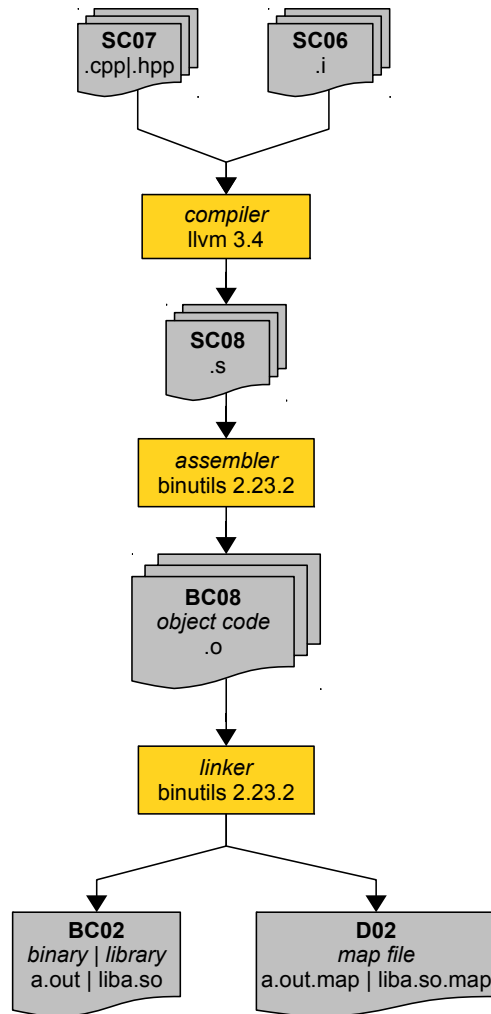 SC07
.cpp|.hpp
SC06
.i
compiler
llvm 3.4
SC08
.s
assembler
binutils 2.23.2
BC08
object code
.o
linker
binutils 2.23.2
BC02
binary | library
a.out | liba.so
D02
map file
a.out.map | liba.so.map